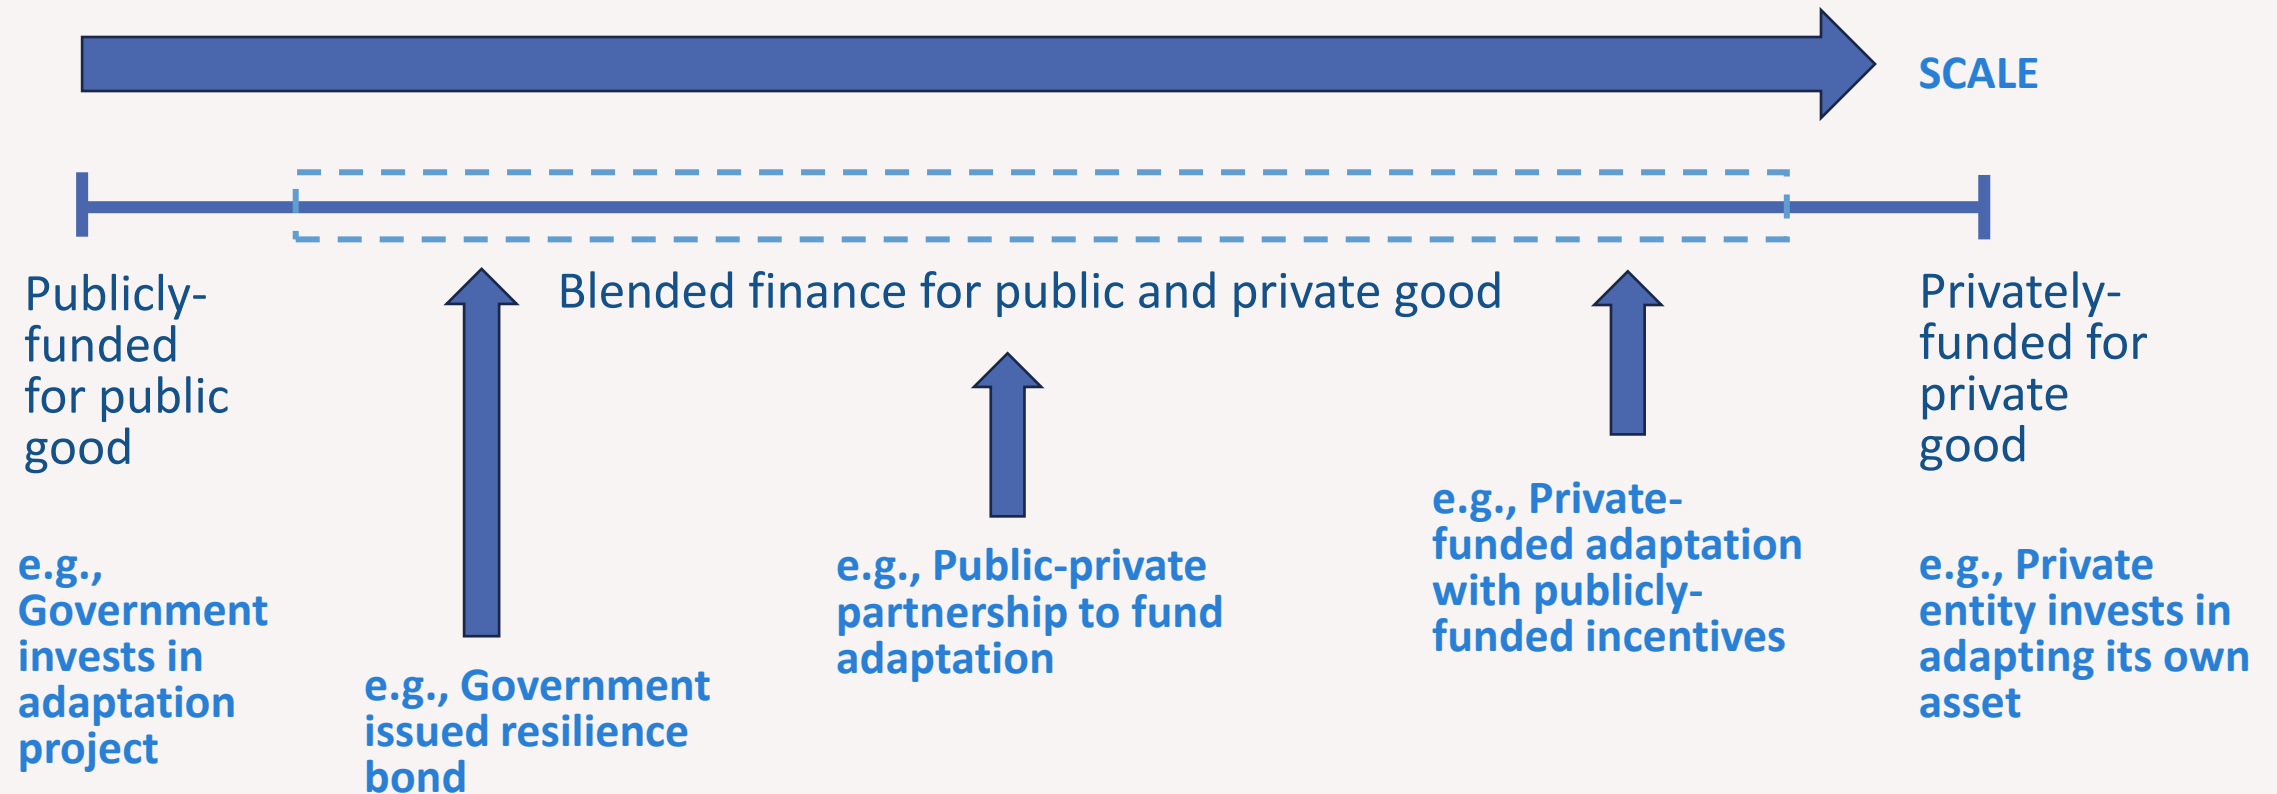 SCALE
Publicly-
funded
for public
good
Blended finance for public and private good
Privately-
funded for
private
good
e.g.,
Government
invests in
adaptation
project
e.g., Government
issued resilience
bond
e.g., Public-private
partnership to fund
adaptation
e.g., Private-
funded adaptation
with publicly-
funded incentives
e.g., Private
entity invests in
adapting its own
asset